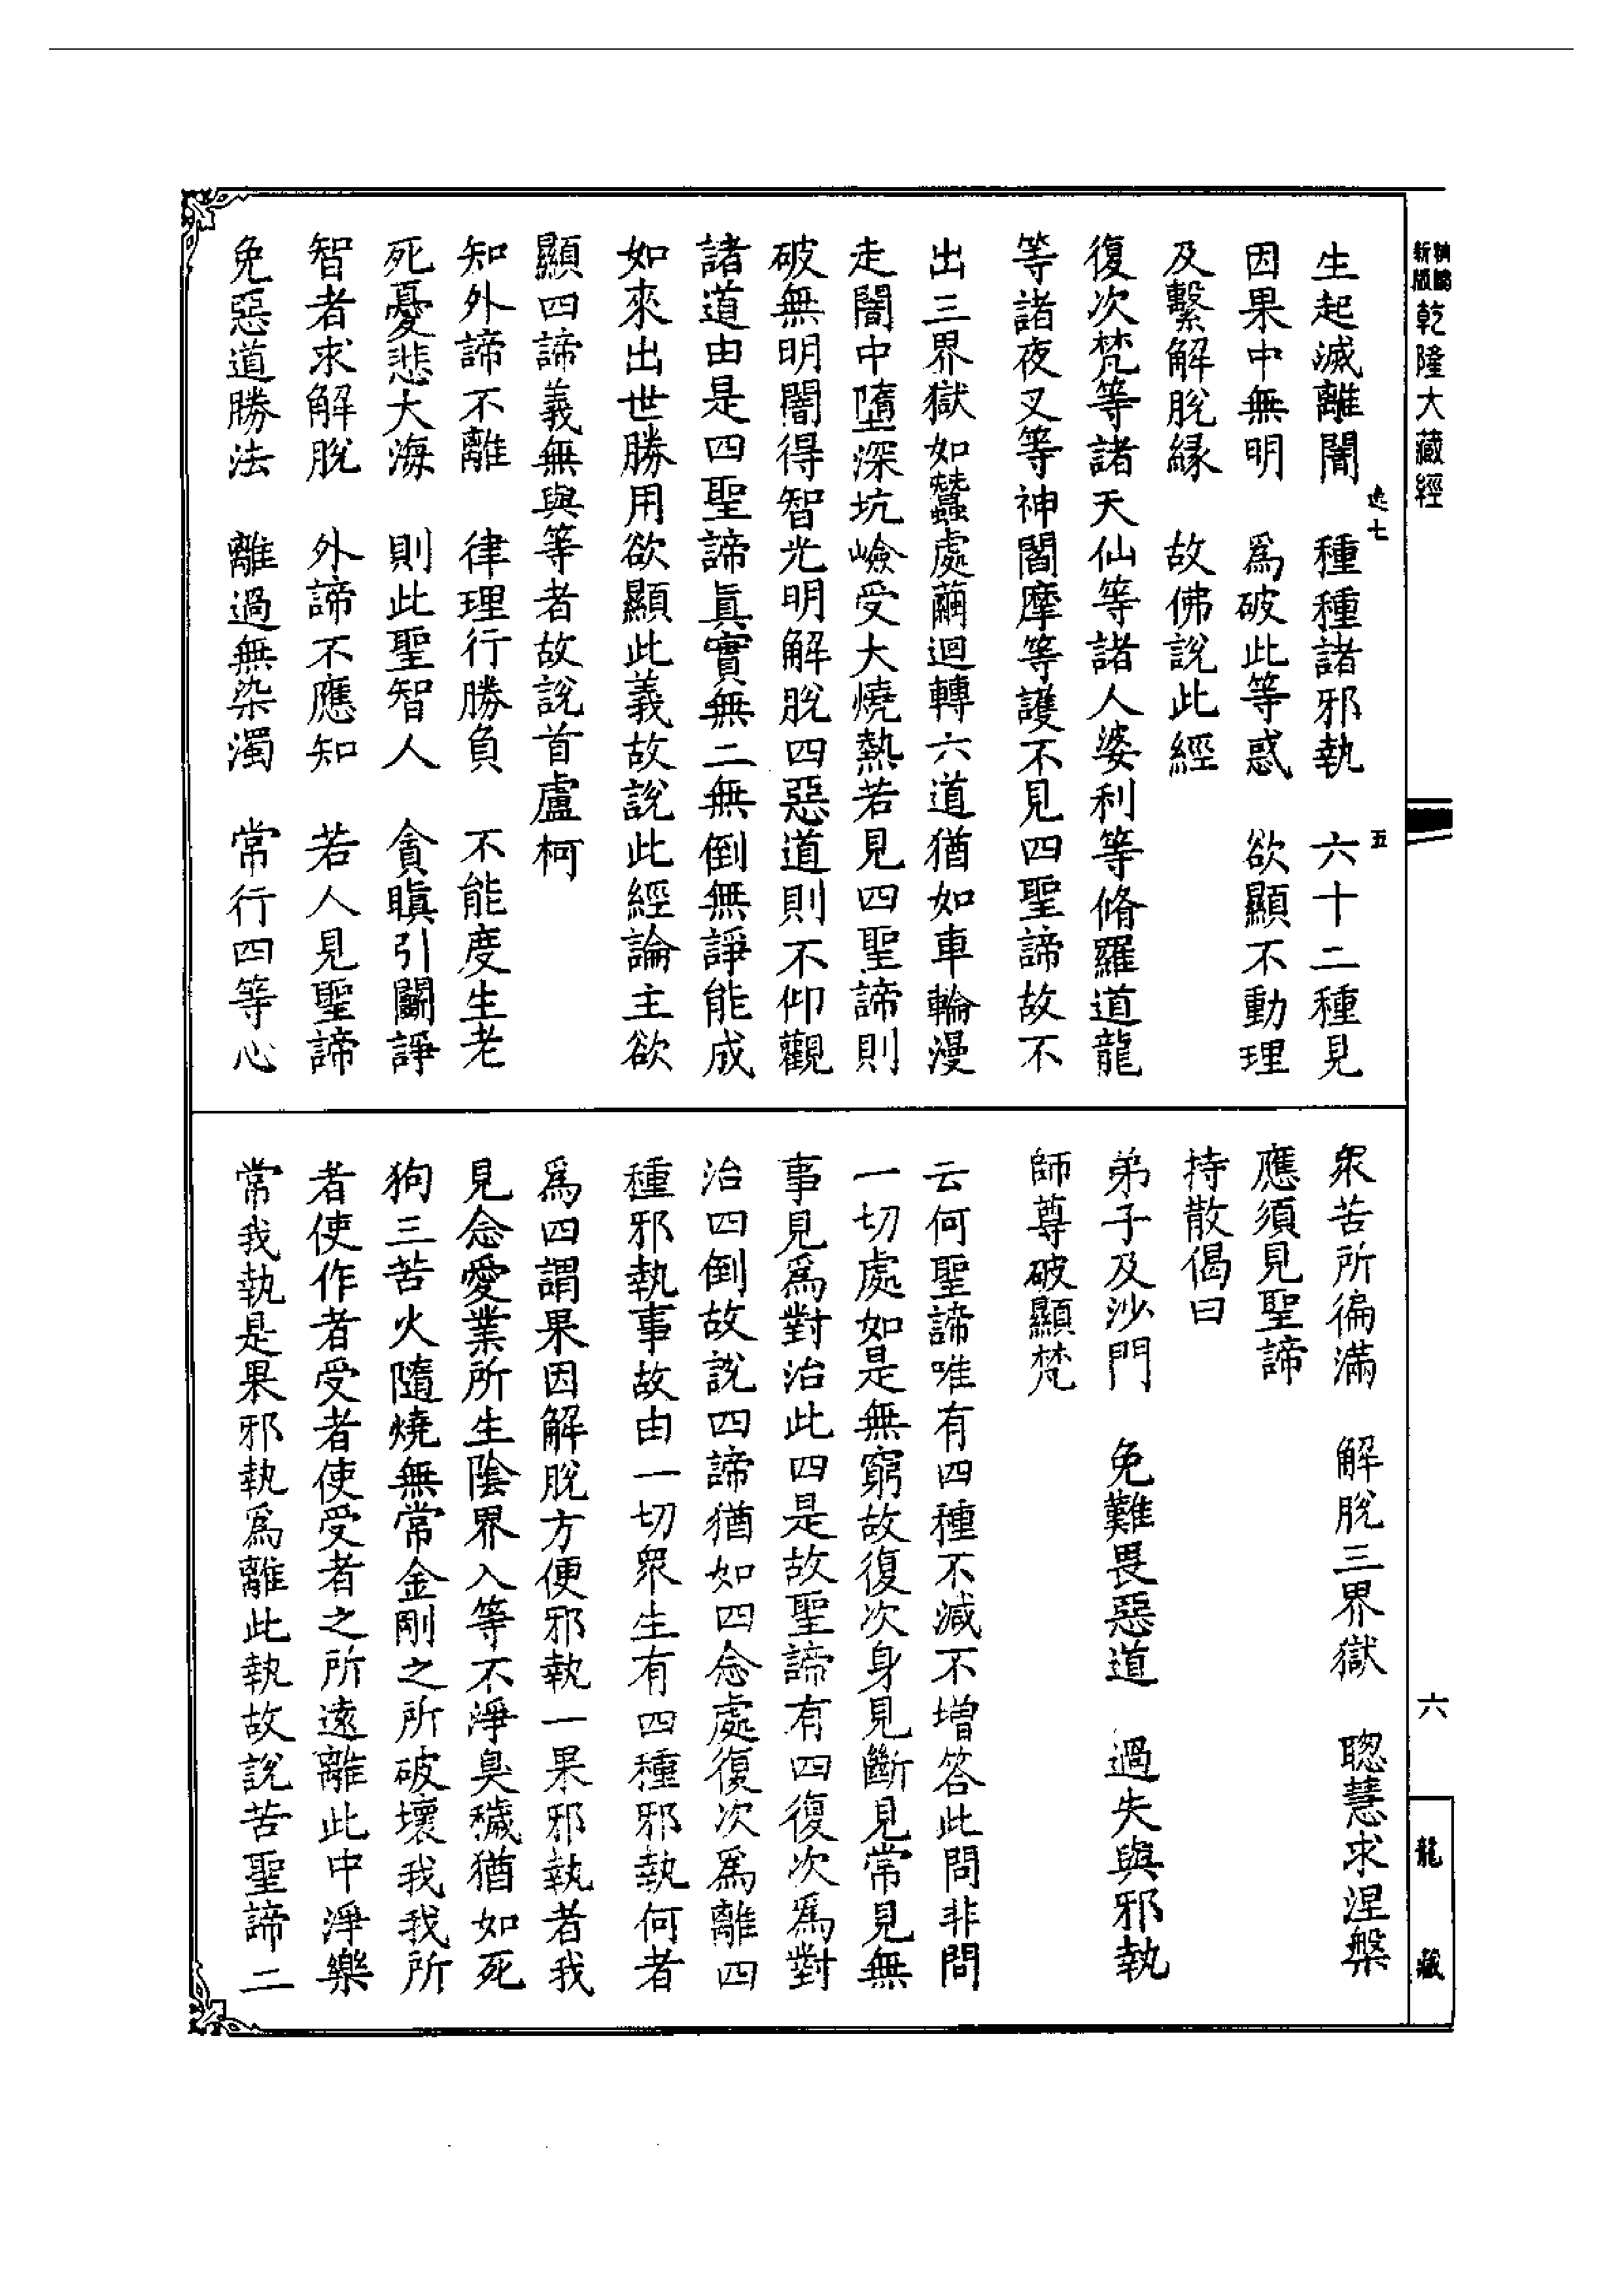 乾隆大藏經
六
龍藏
七
五
生起滅離闇　種種諸邪執　六十二種見
因果中無明　爲破此等惑　欲顯不動理
及繫解脫縁　故佛說此經
復次梵等諸天仙等諸人婆利等脩羅道龍
等諸夜叉等神閻摩等護不見四聖諦故不
出三界獄如蠶處繭迴轉六道猶如車輪漫
走闇中墮深坑嶮受大燒熱若見四聖諦則
破無明闇得智光明解脫四惡道則不仰觀
諸道由是四聖諦眞實無二無倒無諍能成
如來出世勝用欲顯此義故說此經論主欲
顯四諦義無與等者故說首盧柯
知外諦不離　律理行勝負　不能度生老
死憂悲大海　則此聖智人　貪瞋引鬬諍
智者求解脫　外諦不應知　若人見聖諦
免惡道勝法　離過無染濁　常行四等心
衆苦所徧滿　解脫三界獄　聰慧求涅槃
應須見聖諦
持散偈曰
弟子及沙門　免難畏惡道　過失與邪執
師尊破顯梵
云何聖諦唯有四種不減不增答此問非問
一切處如是無窮故復次身見斷見常見無
事見爲對治此四是故聖諦有四復次爲對
治四倒故說四諦猶如四念處復次爲離四
種邪執事故由一切衆生有四種邪執何者
爲四謂果因解脫方便邪執一果邪執者我
見念愛業所生陰界入等不淨臭穢猶如死
狗三苦火隨燒無常金剛之所破壞我我所
者使作者受者使受者之所遠離此中淨樂
常我執是果邪執爲離此執故說苦聖諦二